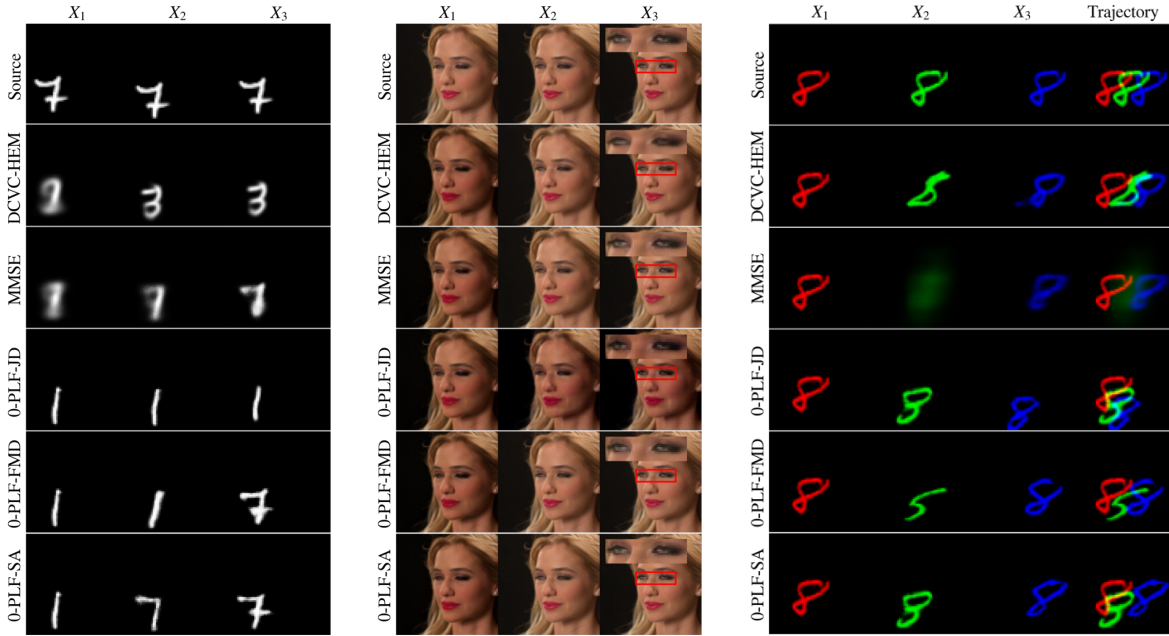 X₁ X₂ X₃
Source
DCVC-HEM
MMSE
0-PLF-JD
0-PLF-FMD
0-PLF-SA
X₁ X₂ X₃
Source
DCVC-HEM
MMSE
0-PLF-JD
0-PLF-FMD
0-PLF-SA
X₁ X₂ X₃ Trajectory
Source
DCVC-HEM
MMSE
0-PLF-JD
0-PLF-FMD
0-PLF-SA